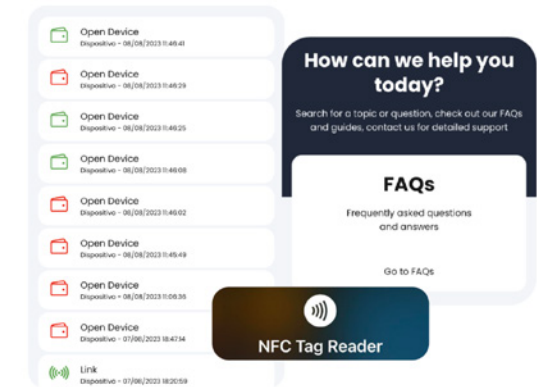 Open Device
Dispositivo - 08/08/2023 11:46:41
Open Device
Dispositivo - 08/08/2023 11:46:29
Open Device
Dispositivo - 08/08/2023 11:46:25
Open Device
Dispositivo - 08/08/2023 11:46:08
Open Device
Dispositivo - 08/08/2023 11:46:02
Open Device
Dispositivo - 08/08/2023 11:45:49
Open Device
Dispositivo - 08/08/2023 11:06:36
Open Device
Dispositivo - 07/08/2023 18:47:14
Link
Dispositivo - 07/08/2023 18:20:59
How can we help you
today?
Search for a topic or question, check out our FAQs
and guides, contact us for detailed support
FAQs
Frequently asked questions
and answers
Go to FAQs
NFC Tag Reader